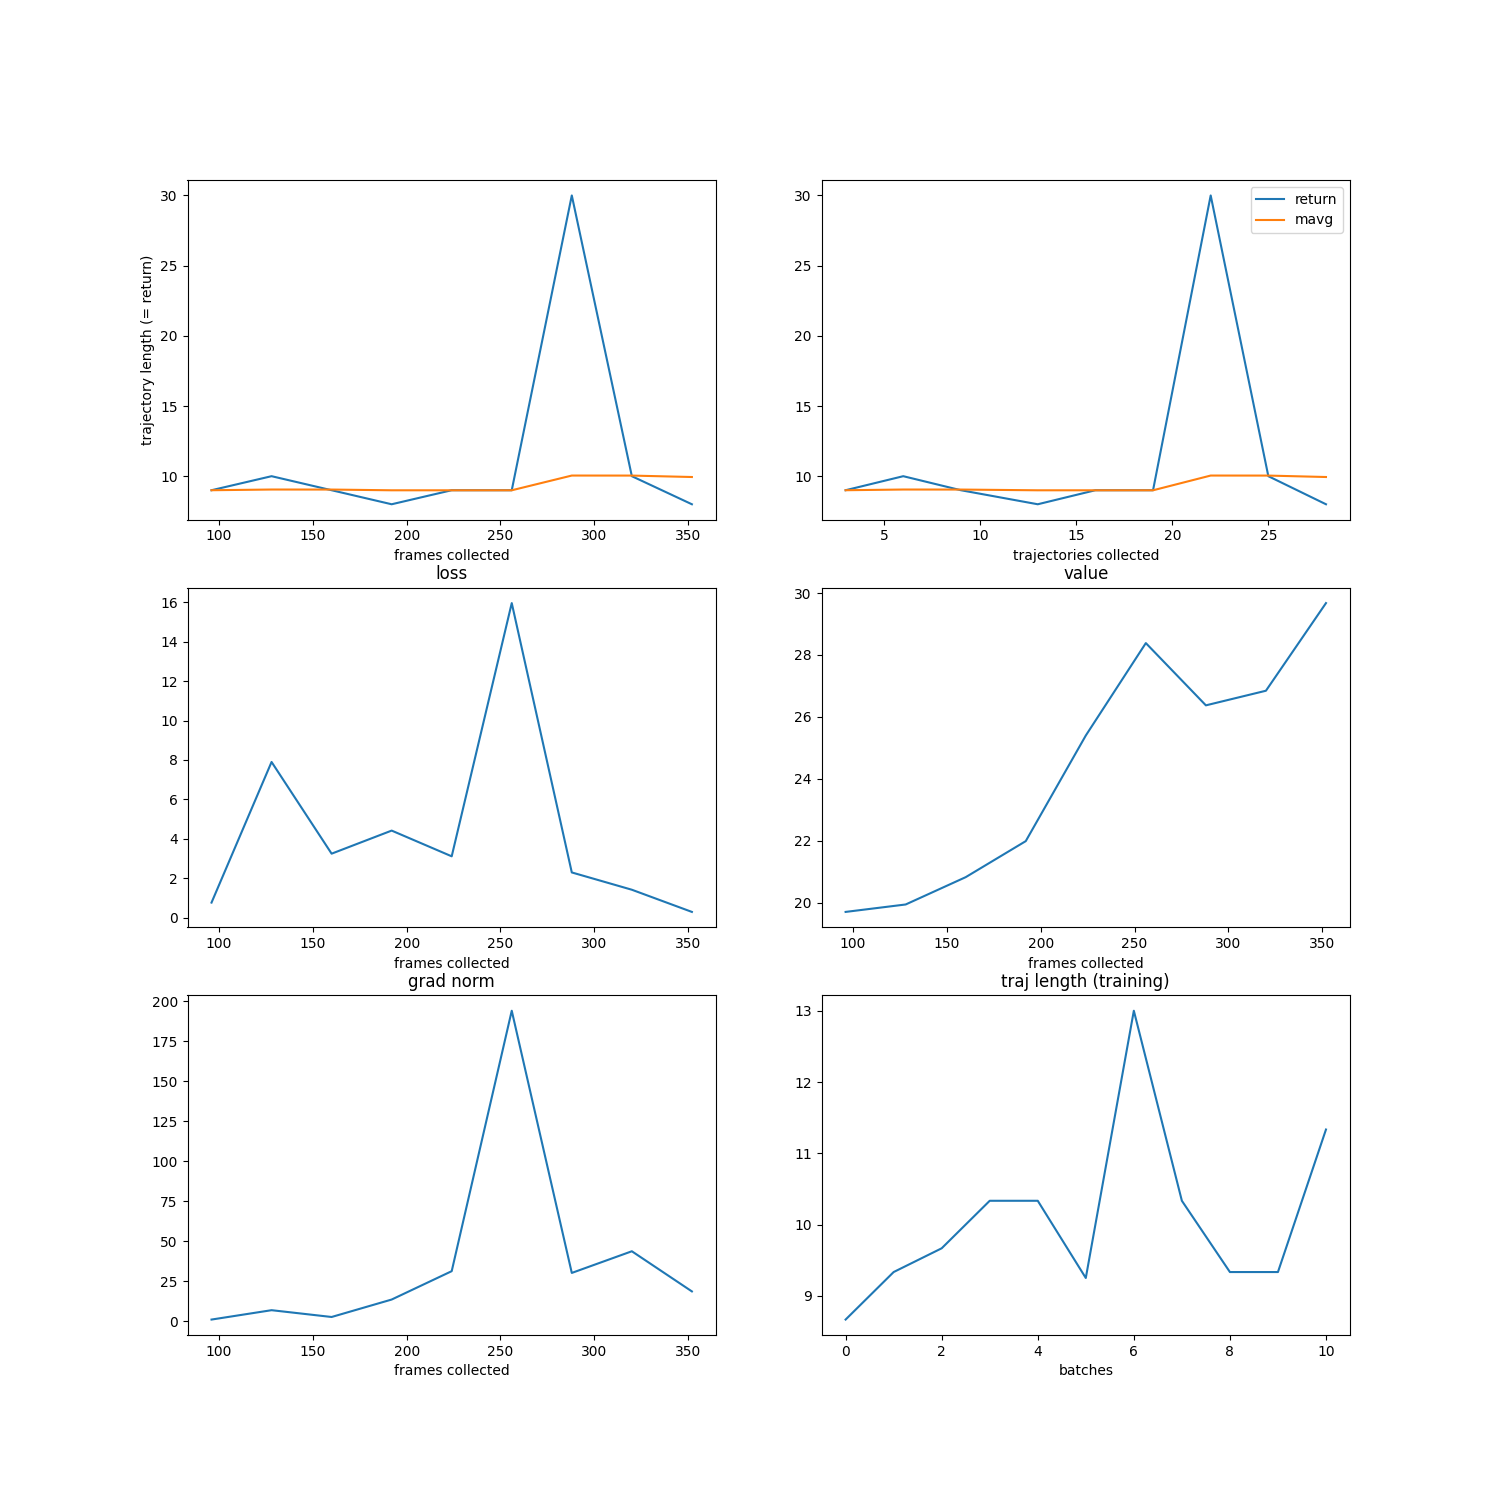 30
25
20
15
10
trajectory length (= return)
100 150 200 250 300 350
frames collected
30
25
20
15
10
return
mavg
5 10 15 20 25
trajectories collected
loss
16
14
12
10
8
6
4
2
0
100 150 200 250 300 350
frames collected
value
30
28
26
24
22
20
100 150 200 250 300 350
frames collected
grad norm
200
175
150
125
100
75
50
25
0
100 150 200 250 300 350
frames collected
traj length (training)
13
12
11
10
9
0 2 4 6 8 10
batches